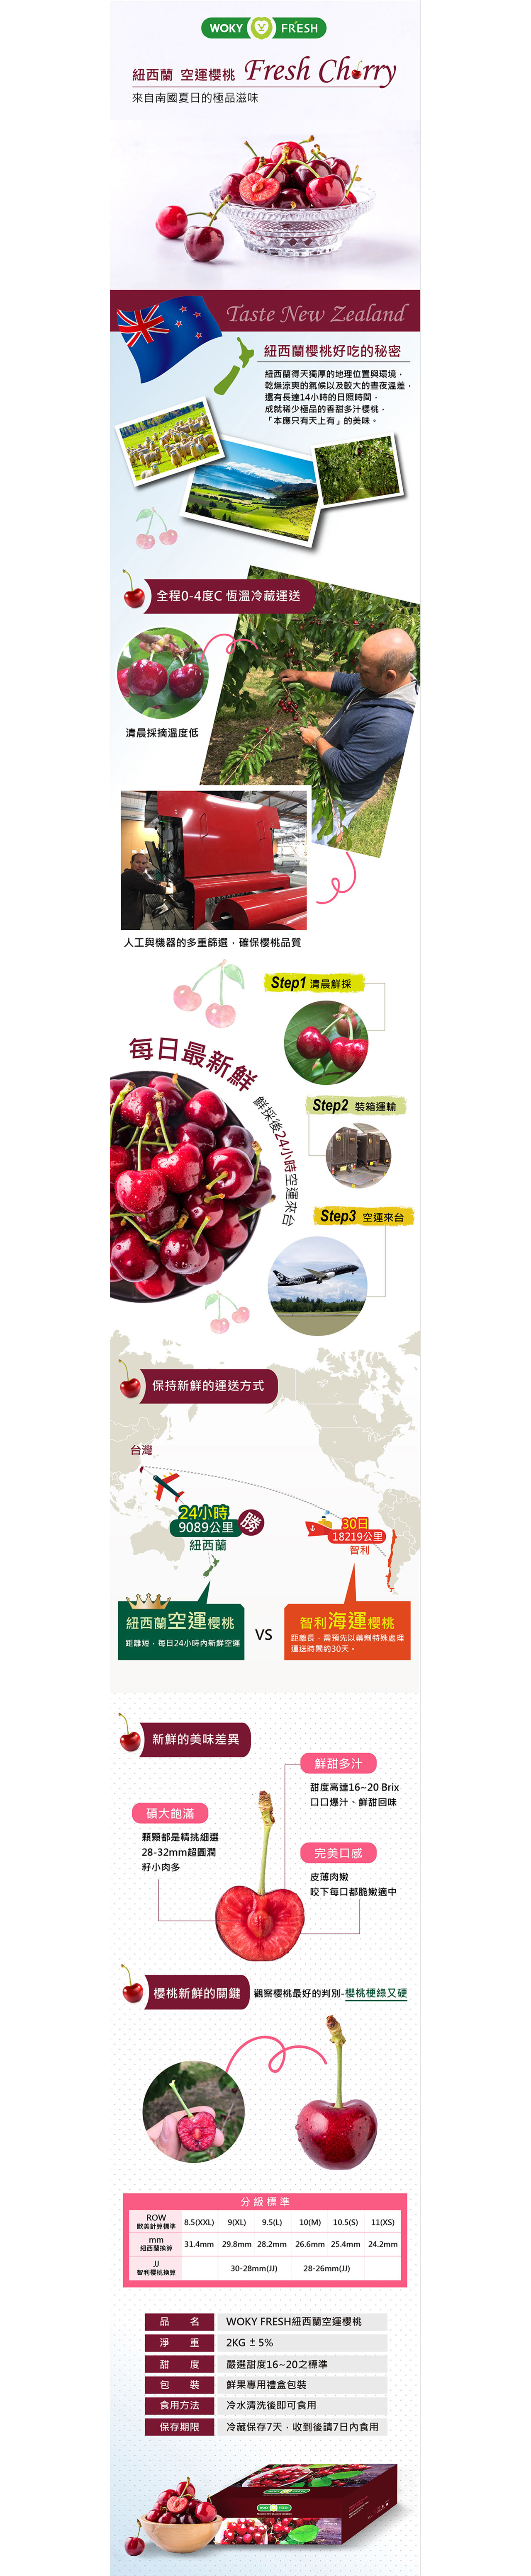 WOKY FRESH
紐西蘭 空運櫻桃 Fresh Cherry
來自南國夏日的極品滋味
Taste New Zealand
紐西蘭櫻桃好吃的秘密
紐西蘭得天獨厚的地理位置與環境，
乾燥涼爽的氣候以及較大的晝夜溫差，
還有長達14小時的日照時間，
成就稀少極品的香甜多汁櫻桃，
「本應只有天上有」的美味。
全程0-4度C 恆溫冷藏運送
清晨採摘溫度低
人工與機器的多重篩選，確保櫻桃品質
Step1 清晨鮮採
每日最新鮮
鮮採後24小時空運來台
Step2 裝箱運輸
Step3 空運來台
保持新鮮的運送方式
台灣
24小時
9089公里
勝
紐西蘭
30日
18219公里
智利
紐西蘭空運櫻桃
距離短，每日24小時內新鮮空運
VS
智利海運櫻桃
距離長，需預先以藥劑特殊處理
運送時間約30天。
新鮮的美味差異
鮮甜多汁
甜度高達16~20 Brix
口口爆汁、鮮甜回味
碩大飽滿
顆顆都是精挑細選
28-32mm超圓潤
籽小肉多
完美口感
皮薄肉嫩
咬下每口都脆嫩適中
櫻桃新鮮的關鍵
觀察櫻桃最好的判別-櫻桃梗綠又硬
分級標準
ROW 歐美計算標準 8.5(XXL) 9(XL) 9.5(L) 10(M) 10.5(S) 11(XS)
mm 紐西蘭換算 31.4mm 29.8mm 28.2mm 26.6mm 25.4mm 24.2mm
JJ 智利櫻桃換算 30-28mm(JJ) 28-26mm(JJ)
品名 WOKY FRESH紐西蘭空運櫻桃
淨重 2KG ± 5%
甜度 嚴選甜度16~20之標準
包裝 鮮果專用禮盒包裝
食用方法 冷水清洗後即可食用
保存期限 冷藏保存7天，收到後請7日內食用
WOKY FRESH